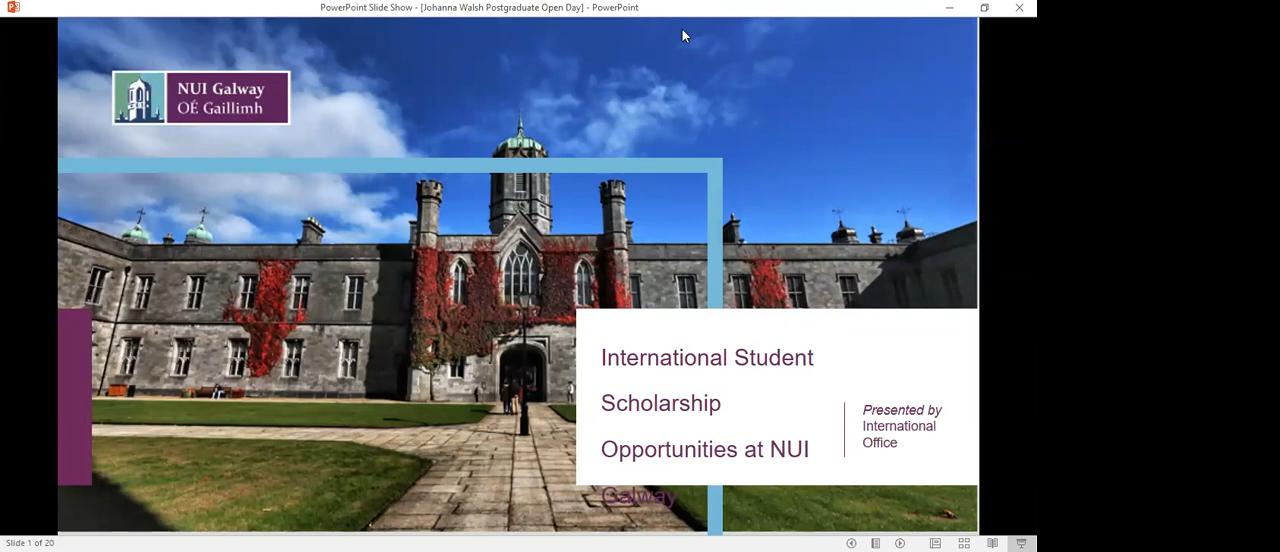 PowerPoint Slide Show - [Johanna Walsh Postgraduate Open Day] - PowerPoint
NUI Galway
OÉ Gaillimh
International Student
Scholarship
Opportunities at NUI
Galway
Presented by
International
Office
Slide 1 of 20